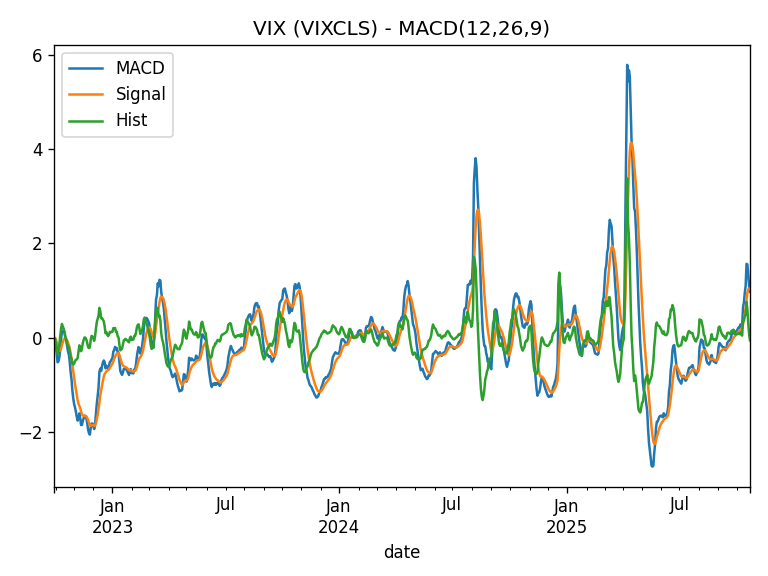 VIX (VIXCLS) - MACD(12,26,9)
MACD
Signal
Hist
6
4
2
0
−2
Jan
2023
Jul
Jan
2024
Jul
Jan
2025
Jul
date